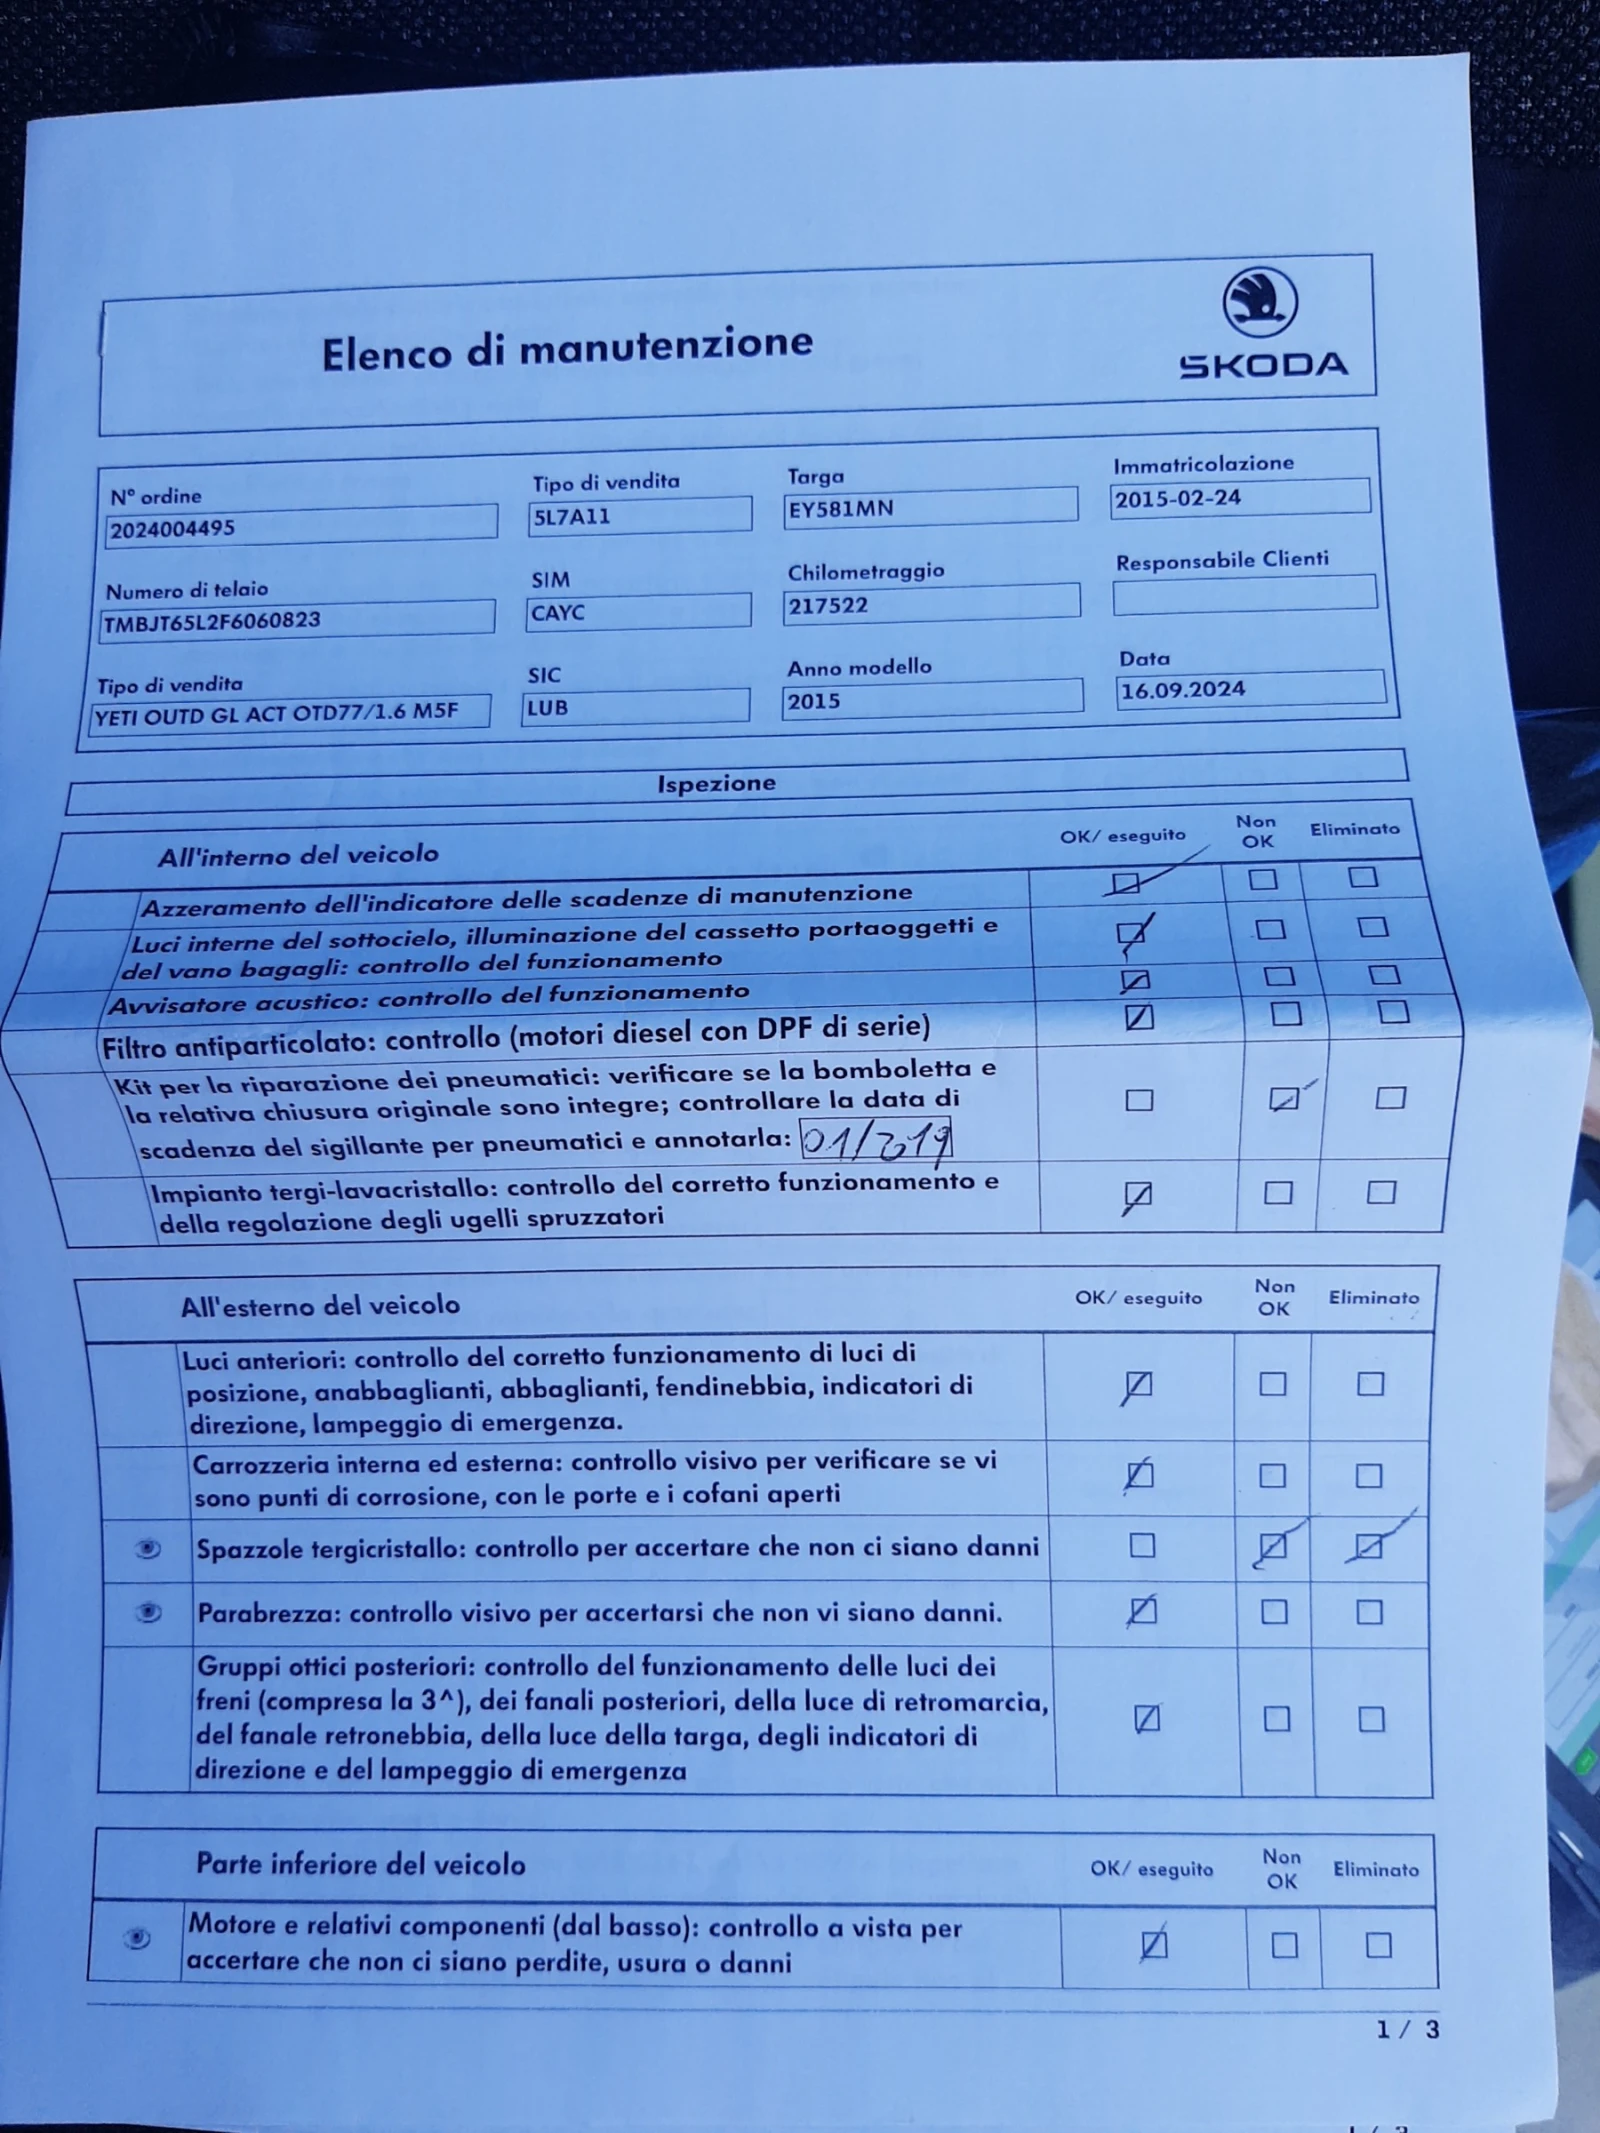 Elenco di manutenzione
SKODA
N° ordine
2024004495
Tipo di vendita
5L7A11
Targa
EY581MN
Immatricolazione
2015-02-24
Numero di telaio
TMBJT65L2F6060823
SIM
CAYC
Chilometraggio
217522
Responsabile Clienti
Tipo di vendita
YETI OUTD GL ACT OTD77/1.6 M5F
SIC
LUB
Anno modello
2015
Data
16.09.2024
Ispezione
All'interno del veicolo
OK/ eseguito
Non
OK
Eliminato
Azzeramento dell'indicatore delle scadenze di manutenzione
Luci interne del sottocielo, illuminazione del cassetto portaoggetti e
del vano bagagli: controllo del funzionamento
Avvisatore acustico: controllo del funzionamento
Filtro antiparticolato: controllo (motori diesel con DPF di serie)
Kit per la riparazione dei pneumatici: verificare se la bomboletta e
la relativa chiusura originale sono integre; controllare la data di
scadenza del sigillante per pneumatici e annotarla: 01/2019
Impianto tergi-lavacristallo: controllo del corretto funzionamento e
della regolazione degli ugelli spruzzatori
All'esterno del veicolo
OK/ eseguito
Non
OK
Eliminato
Luci anteriori: controllo del corretto funzionamento di luci di
posizione, anabbaglianti, abbaglianti, fendinebbia, indicatori di
direzione, lampeggio di emergenza.
Carrozzeria interna ed esterna: controllo visivo per verificare se vi
sono punti di corrosione, con le porte e i cofani aperti
Spazzole tergicristallo: controllo per accertare che non ci siano danni
Parabrezza: controllo visivo per accertarsi che non vi siano danni.
Gruppi ottici posteriori: controllo del funzionamento delle luci dei
freni (compresa la 3^), dei fanali posteriori, della luce di retromarcia,
del fanale retronebbia, della luce della targa, degli indicatori di
direzione e del lampeggio di emergenza
Parte inferiore del veicolo
OK/ eseguito
Non
OK
Eliminato
Motore e relativi componenti (dal basso): controllo a vista per
accertare che non ci siano perdite, usura o danni
1 / 3